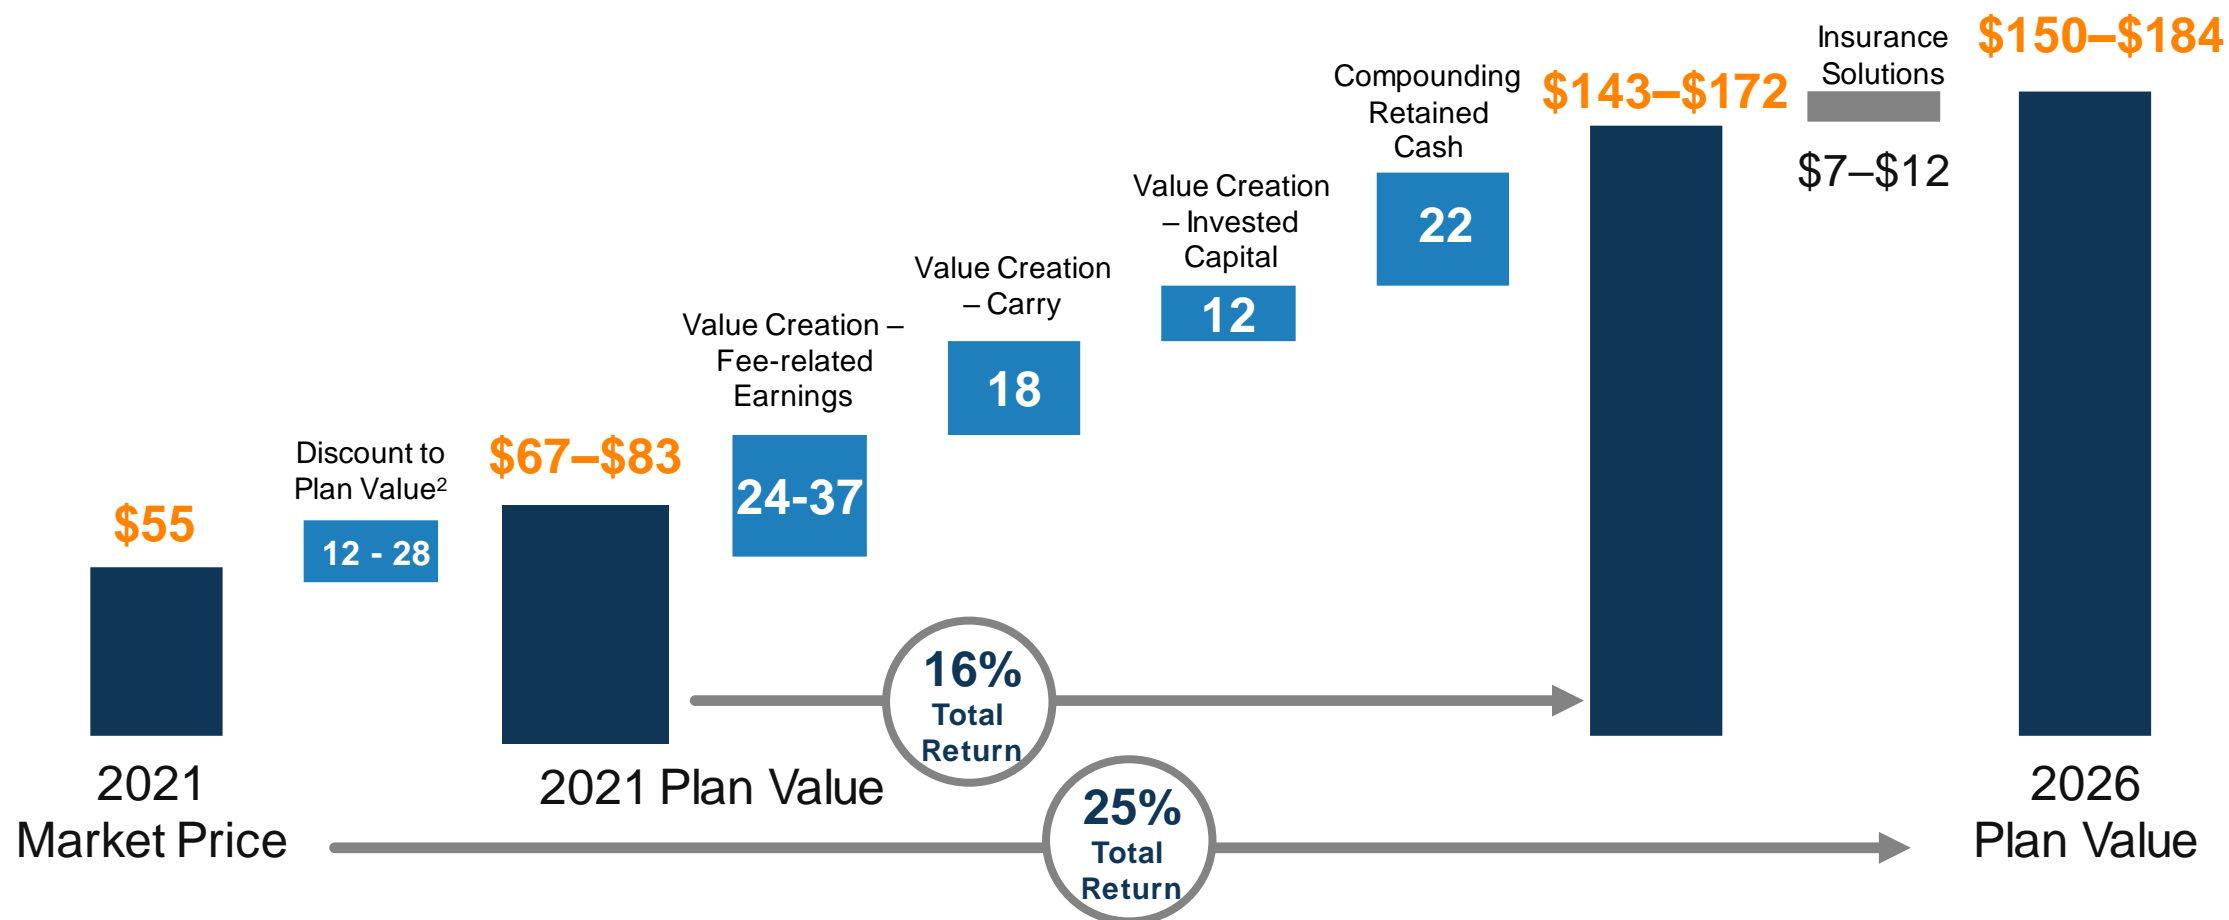 $55
2021
Market Price
Discount to
Plan Value²
12 - 28
$67–$83
2021 Plan Value
Value Creation –
Fee-related
Earnings
24-37
Value Creation
– Carry
18
Value Creation
– Invested
Capital
12
Compounding
Retained
Cash
22
$143–$172
Insurance
Solutions
$7–$12
$150–$184
2026
Plan Value
16%
Total
Return
25%
Total
Return